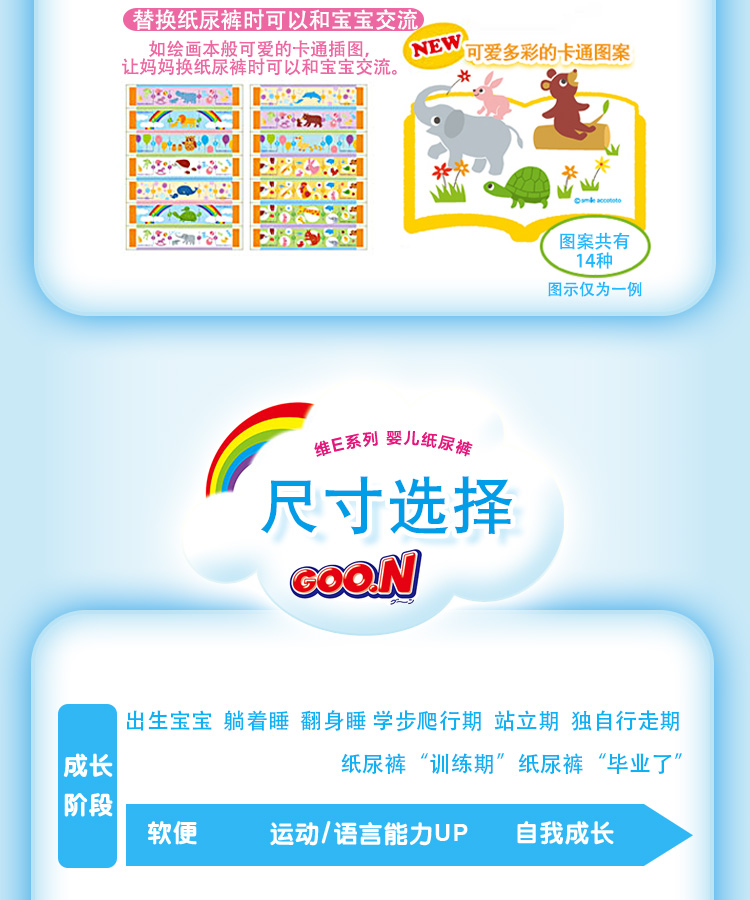 替换纸尿裤时可以和宝宝交流
如绘画本般可爱的卡通插图,
让妈妈换纸尿裤时可以和宝宝交流。
NEW
可爱多彩的卡通图案
©smile accototo
图案共有
14种
图示仅为一例
维E系列 婴儿纸尿裤
尺寸选择
GOO.N
グ〜ン
成长
阶段
出生宝宝 躺着睡 翻身睡 学步爬行期 站立期 独自行走期
纸尿裤“训练期”纸尿裤“毕业了”
软便 运动/语言能力UP 自我成长